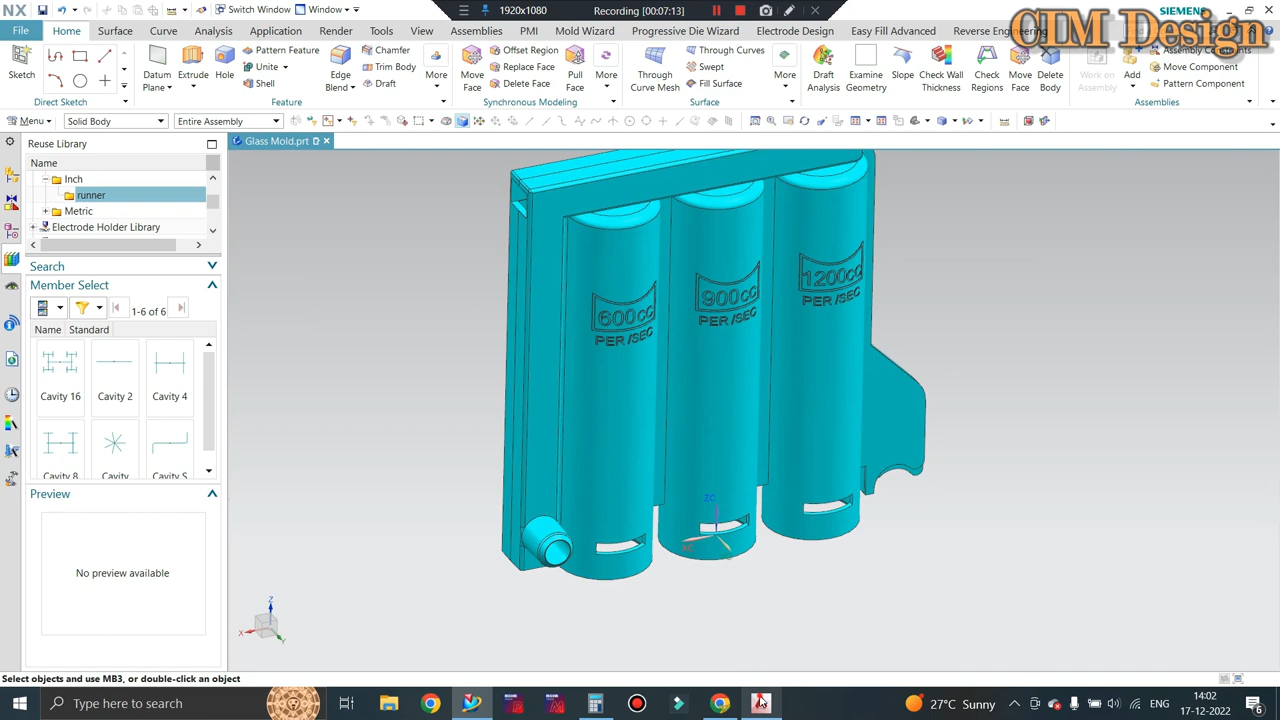 NX
Switch Window
Window
1920x1080
Recording [00:07:13]
SIEMENS
CIM Design
File
Home
Surface
Curve
Analysis
Application
Render
Tools
View
Assemblies
PMI
Mold Wizard
Progressive Die Wizard
Electrode Design
Easy Fill Advanced
Reverse Engineering
Sketch
Datum Plane
Extrude
Hole
Pattern Feature
Unite
Shell
Edge Blend
Chamfer
Trim Body
Draft
More
Move Face
Offset Region
Replace Face
Delete Face
Pull Face
More
Through Curve Mesh
Through Curves
Swept
Fill Surface
More
Draft Analysis
Examine Geometry
Slope
Check Wall Thickness
Check Regions
Move Face
Delete Body
Work on Assembly
Add
Assembly Constraints
Move Component
Pattern Component
Direct Sketch
Feature
Synchronous Modeling
Surface
Assemblies
Menu
Solid Body
Entire Assembly
Reuse Library
Glass Mold.prt
Name
Inch
runner
Metric
Electrode Holder Library
Search
Member Select
1-6 of 6
Name
Standard
Cavity 16
Cavity 2
Cavity 4
Cavity 8
Cavity
Cavity S
Preview
No preview available
600cc
PER /SEC
900cc
PER /SEC
1200cc
PER /SEC
ZC
Z
X
Y
Select objects and use MB3, or double-click an object
Type here to search
27°C Sunny
14:02
17-12-2022
6